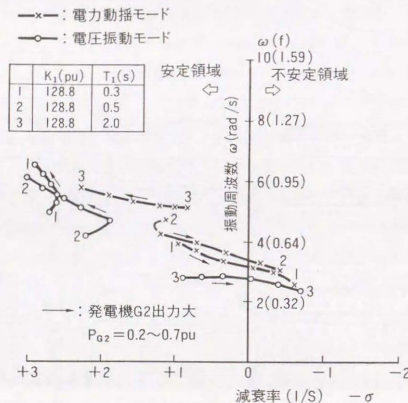 —×—：電力動揺モード
—○—：電圧振動モード
K₁(pu) T₁(s)
1 128.8 0.3
2 128.8 0.5
3 128.8 2.0
安定領域
不安定領域
ω(f)
10(1.59)
8(1.27)
6(0.95)
4(0.64)
2(0.32)
振動周波数 ω(rad/s)
1
2
3
3
2
1
2
2
1
3
3
→：発電機G2出力大
P_G2＝0.2～0.7pu
+3
+2
+1
0
-1
-2
減衰率(1/S) -σ